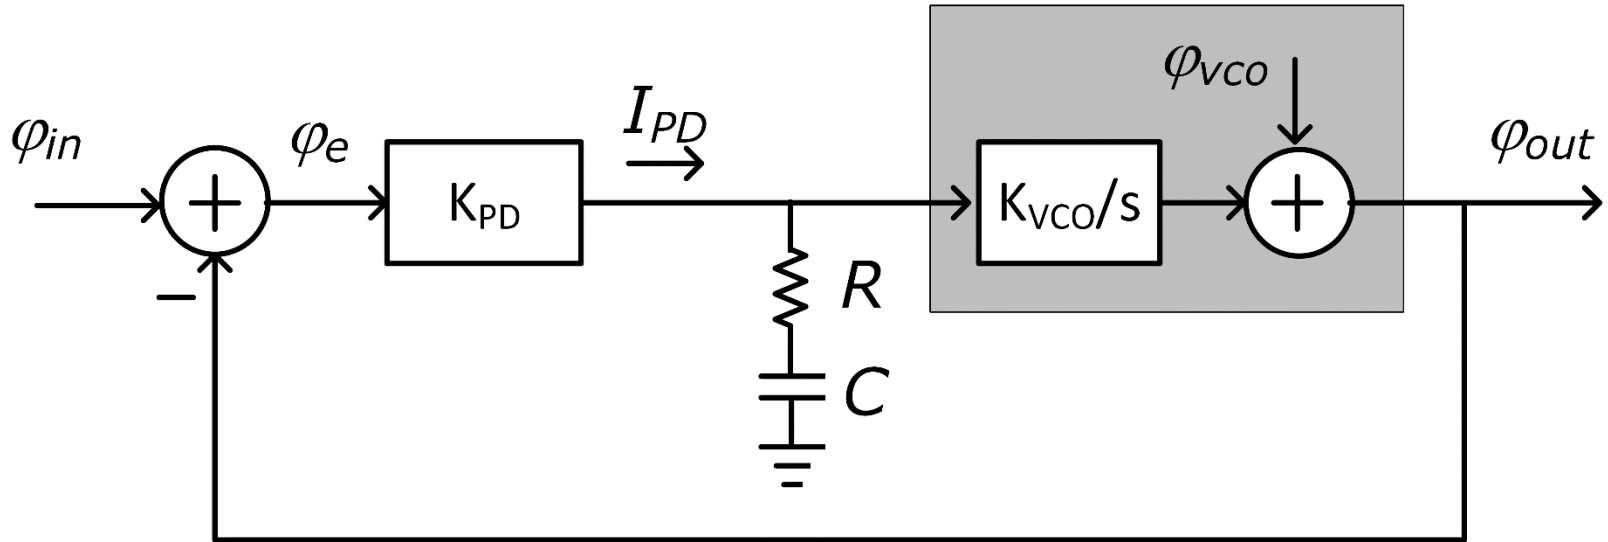 φin
φe
KPD
IPD
R
C
φvco
KVCO/s
φout
+
+
−